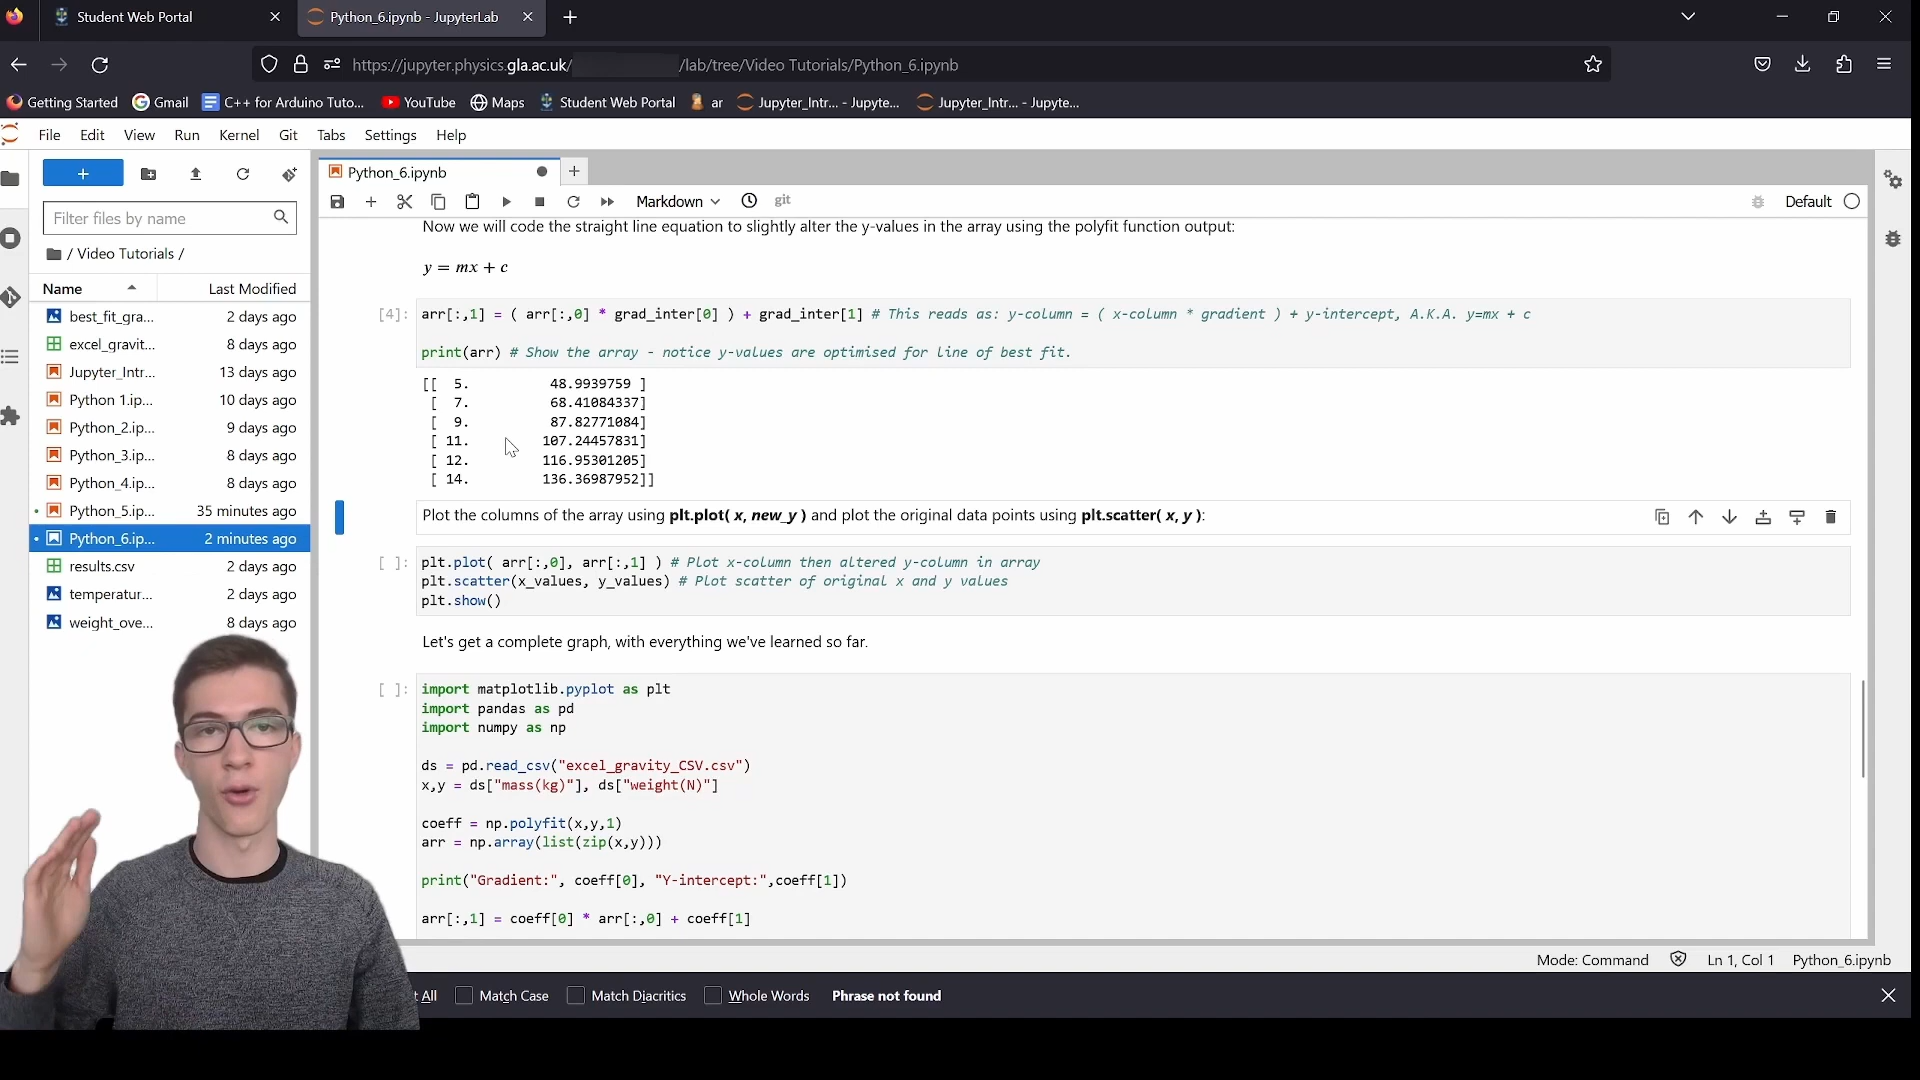 Student Web Portal
Python_6.ipynb - JupyterLab
https://jupyter.physics.gla.ac.uk/ /lab/tree/Video Tutorials/Python_6.ipynb
Getting Started Gmail C++ for Arduino Tuto... YouTube Maps Student Web Portal ar Jupyter_Intr... - Jupyte... Jupyter_Intr... - Jupyte...
File Edit View Run Kernel Git Tabs Settings Help
Filter files by name
/ Video Tutorials /
Name Last Modified
best_fit_gra... 2 days ago
excel_gravit... 8 days ago
Jupyter_Intr... 13 days ago
Python 1.ip... 10 days ago
Python_2.ip... 9 days ago
Python_3.ip... 8 days ago
Python_4.ip... 8 days ago
Python_5.ip... 35 minutes ago
Python_6.ip... 2 minutes ago
results.csv 2 days ago
temperatur... 2 days ago
weight_ove... 8 days ago
Python_6.ipynb
Markdown git Default
Now we will code the straight line equation to slightly alter the y-values in the array using the polyfit function output:
y = mx + c
[4]: arr[:,1] = ( arr[:,0] * grad_inter[0] ) + grad_inter[1] # This reads as: y-column = ( x-column * gradient ) + y-intercept, A.K.A. y=mx + c
print(arr) # Show the array - notice y-values are optimised for line of best fit.
[[ 5. 48.9939759 ]
[ 7. 68.41084337]
[ 9. 87.82771084]
[ 11. 107.24457831]
[ 12. 116.95301205]
[ 14. 136.36987952]]
Plot the columns of the array using plt.plot( x, new_y ) and plot the original data points using plt.scatter( x, y ):
[ ]: plt.plot( arr[:,0], arr[:,1] ) # Plot x-column then altered y-column in array
plt.scatter(x_values, y_values) # Plot scatter of original x and y values
plt.show()
Let's get a complete graph, with everything we've learned so far.
[ ]: import matplotlib.pyplot as plt
import pandas as pd
import numpy as np
ds = pd.read_csv("excel_gravity_CSV.csv")
x,y = ds["mass(kg)"], ds["weight(N)"]
coeff = np.polyfit(x,y,1)
arr = np.array(list(zip(x,y)))
print("Gradient:", coeff[0], "Y-intercept:",coeff[1])
arr[:,1] = coeff[0] * arr[:,0] + coeff[1]
Mode: Command Ln 1, Col 1 Python_6.ipynb
All Match Case Match Diacritics Whole Words Phrase not found